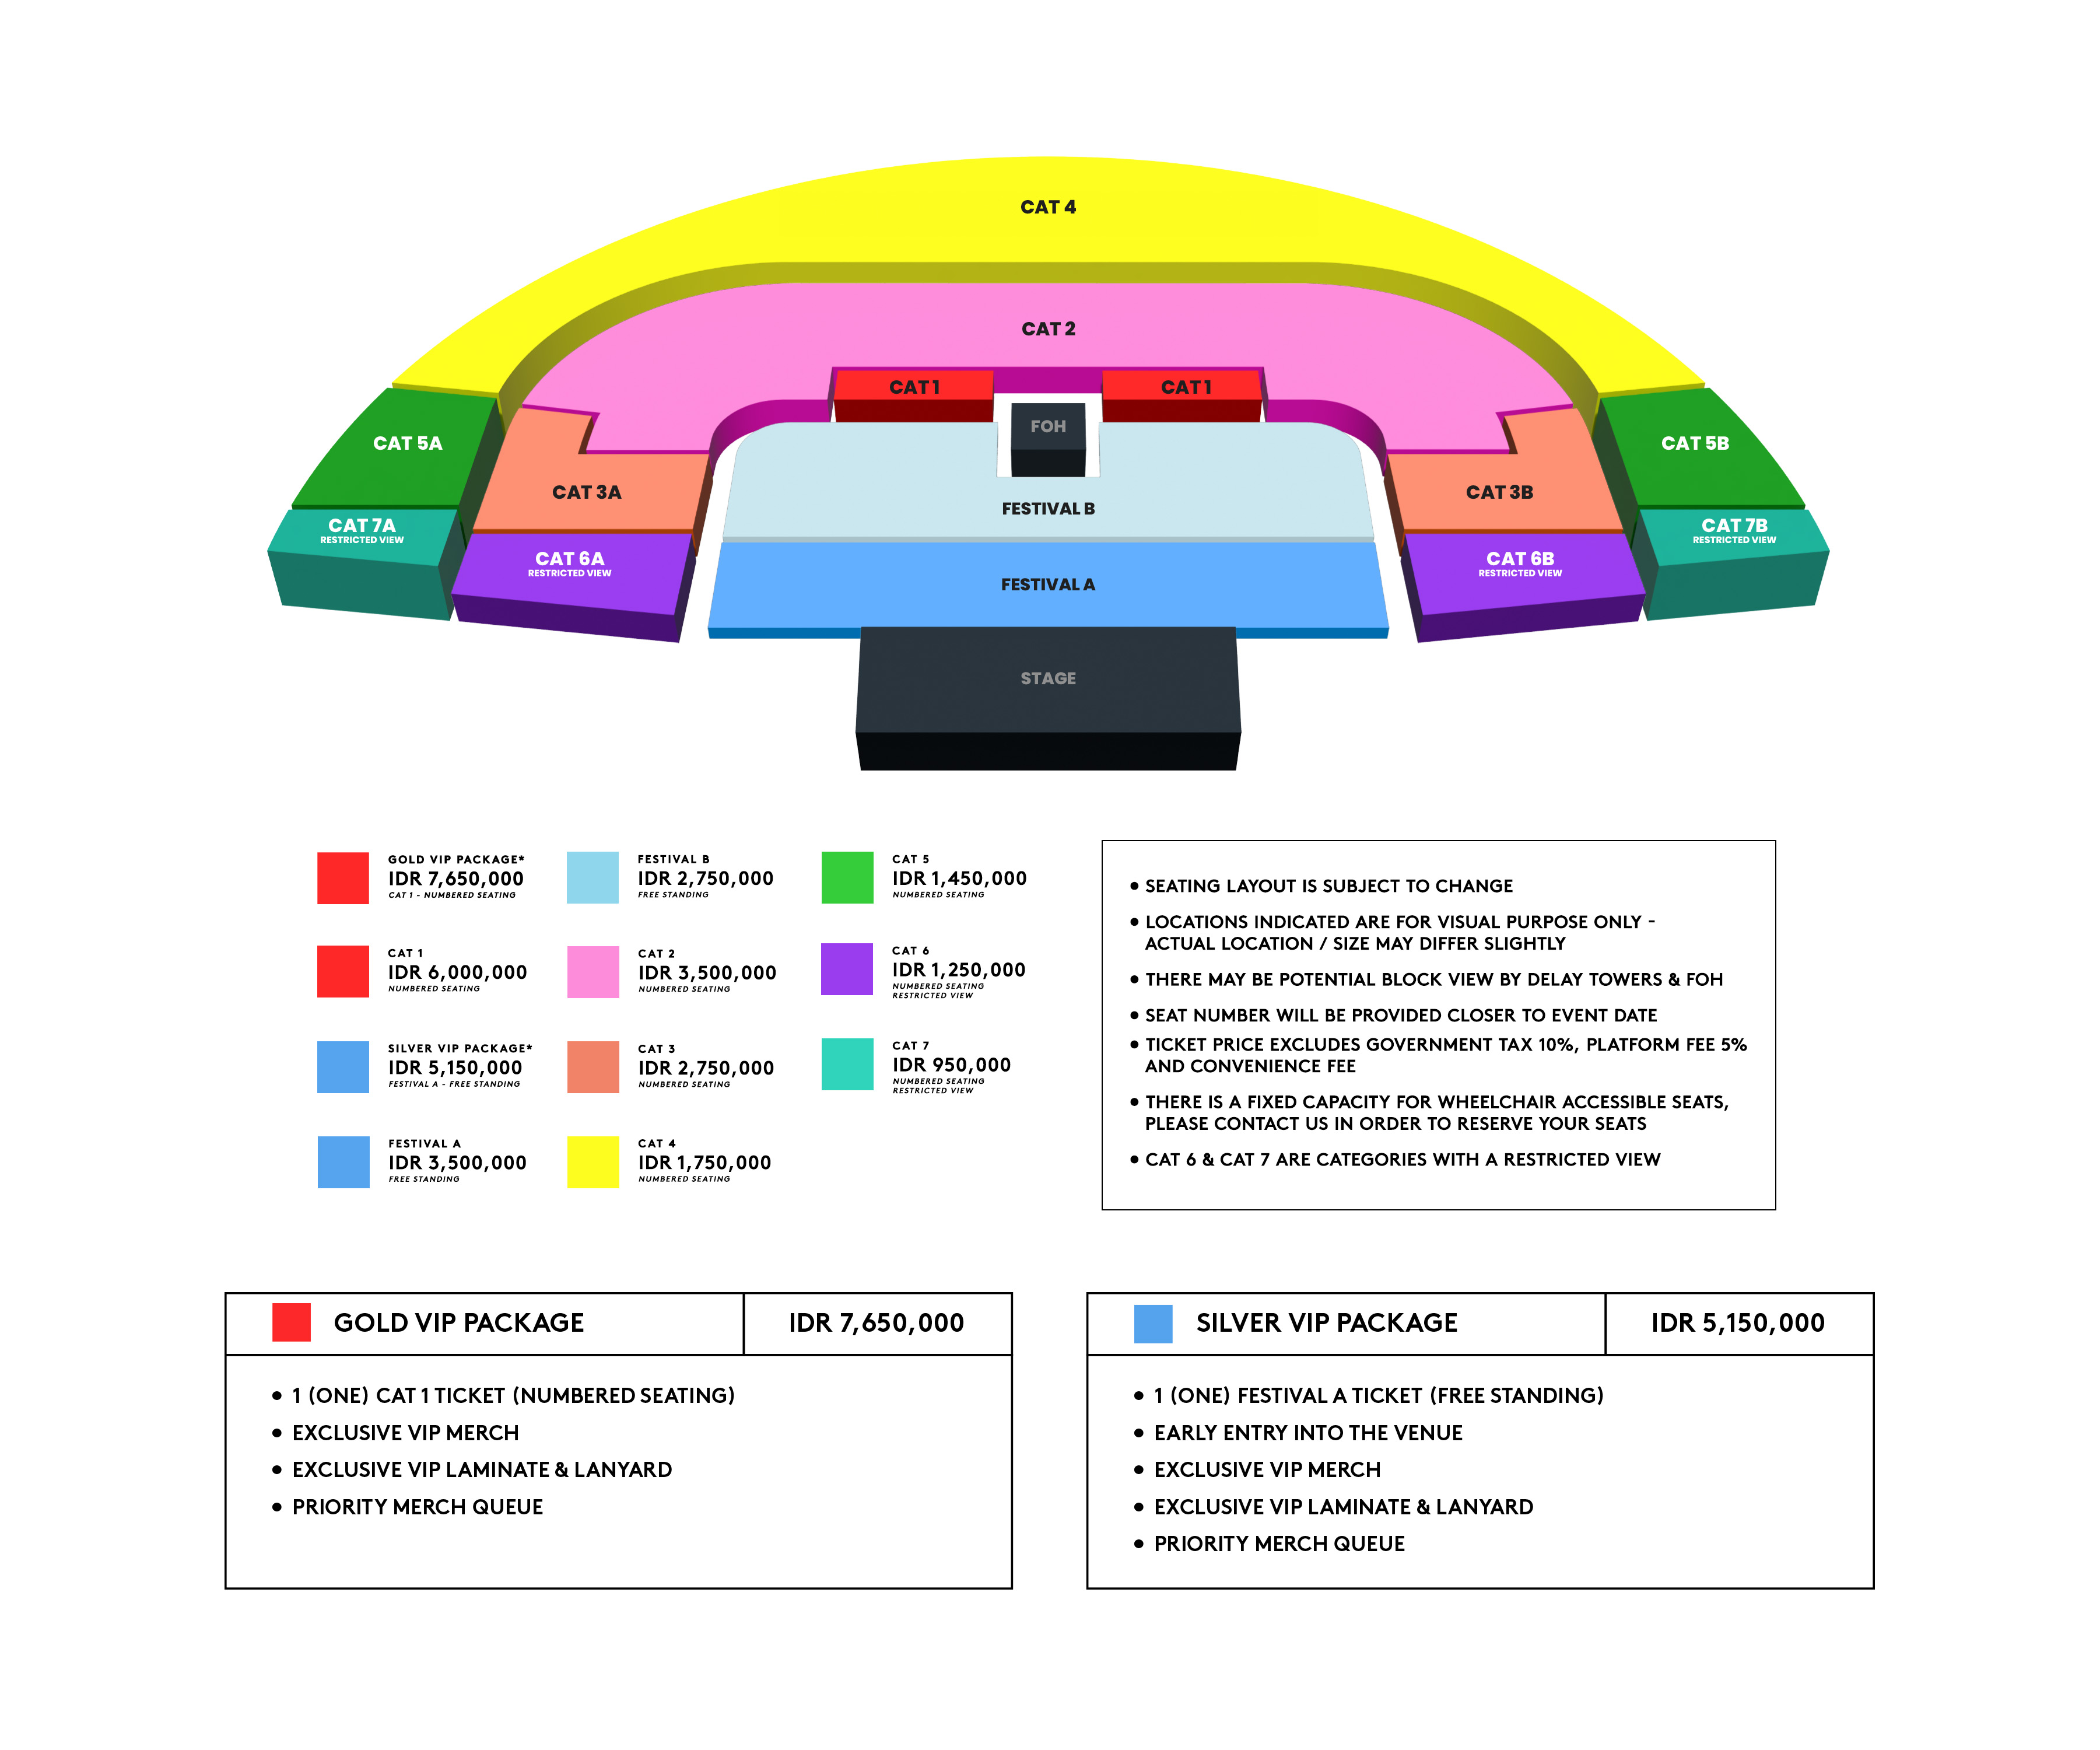 CAT 4
CAT 2
CAT 1
CAT 1
FOH
CAT 5A
CAT 5B
CAT 3A
CAT 3B
FESTIVAL B
CAT 7A
RESTRICTED VIEW
CAT 7B
RESTRICTED VIEW
CAT 6A
RESTRICTED VIEW
CAT 6B
RESTRICTED VIEW
FESTIVAL A
STAGE
GOLD VIP PACKAGE*
IDR 7,650,000
CAT 1 - NUMBERED SEATING
CAT 1
IDR 6,000,000
NUMBERED SEATING
SILVER VIP PACKAGE*
IDR 5,150,000
FESTIVAL A - FREE STANDING
FESTIVAL A
IDR 3,500,000
FREE STANDING
FESTIVAL B
IDR 2,750,000
FREE STANDING
CAT 2
IDR 3,500,000
NUMBERED SEATING
CAT 3
IDR 2,750,000
NUMBERED SEATING
CAT 4
IDR 1,750,000
NUMBERED SEATING
CAT 5
IDR 1,450,000
NUMBERED SEATING
CAT 6
IDR 1,250,000
NUMBERED SEATING
RESTRICTED VIEW
CAT 7
IDR 950,000
NUMBERED SEATING
RESTRICTED VIEW
• SEATING LAYOUT IS SUBJECT TO CHANGE
• LOCATIONS INDICATED ARE FOR VISUAL PURPOSE ONLY -
ACTUAL LOCATION / SIZE MAY DIFFER SLIGHTLY
• THERE MAY BE POTENTIAL BLOCK VIEW BY DELAY TOWERS & FOH
• SEAT NUMBER WILL BE PROVIDED CLOSER TO EVENT DATE
• TICKET PRICE EXCLUDES GOVERNMENT TAX 10%, PLATFORM FEE 5%
AND CONVENIENCE FEE
• THERE IS A FIXED CAPACITY FOR WHEELCHAIR ACCESSIBLE SEATS,
PLEASE CONTACT US IN ORDER TO RESERVE YOUR SEATS
• CAT 6 & CAT 7 ARE CATEGORIES WITH A RESTRICTED VIEW
GOLD VIP PACKAGE
IDR 7,650,000
• 1 (ONE) CAT 1 TICKET (NUMBERED SEATING)
• EXCLUSIVE VIP MERCH
• EXCLUSIVE VIP LAMINATE & LANYARD
• PRIORITY MERCH QUEUE
SILVER VIP PACKAGE
IDR 5,150,000
• 1 (ONE) FESTIVAL A TICKET (FREE STANDING)
• EARLY ENTRY INTO THE VENUE
• EXCLUSIVE VIP MERCH
• EXCLUSIVE VIP LAMINATE & LANYARD
• PRIORITY MERCH QUEUE